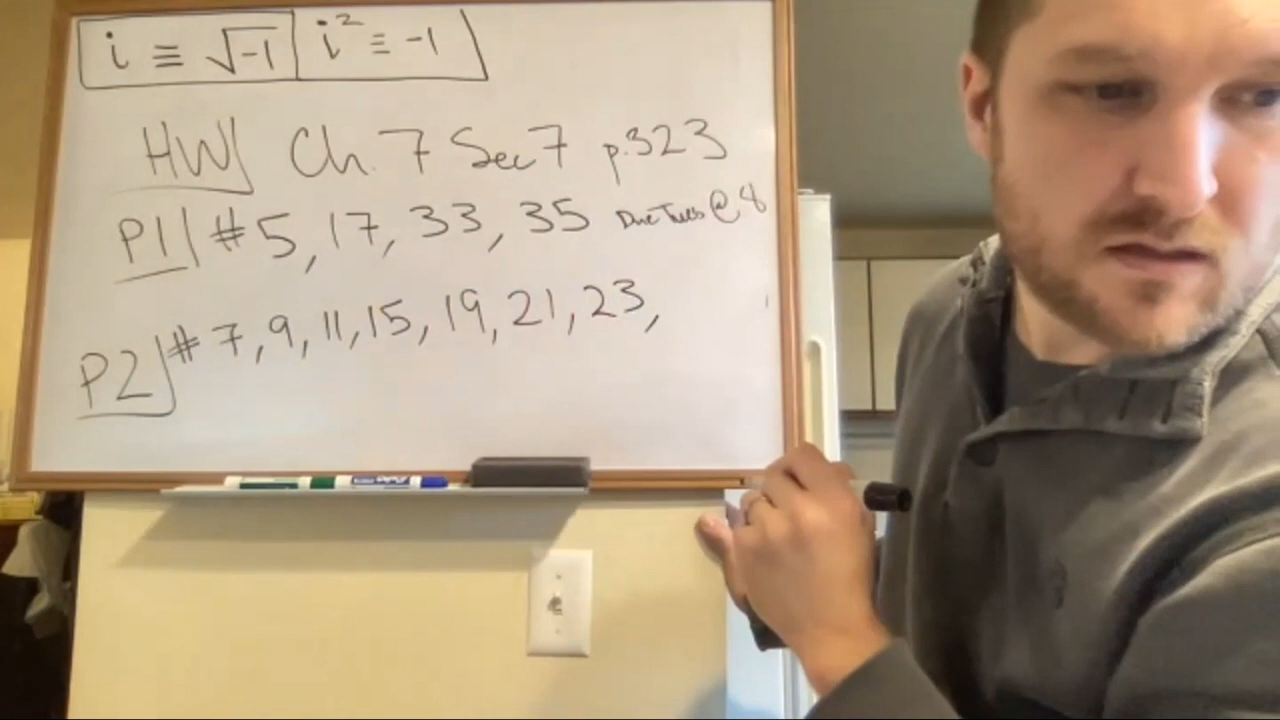 i ≡ √-1 i² ≡ -1
HW Ch. 7 Sec 7 p.323
P1 # 5, 17, 33, 35 Due Tues @ 8
P2 # 7, 9, 11, 15, 19, 21, 23,